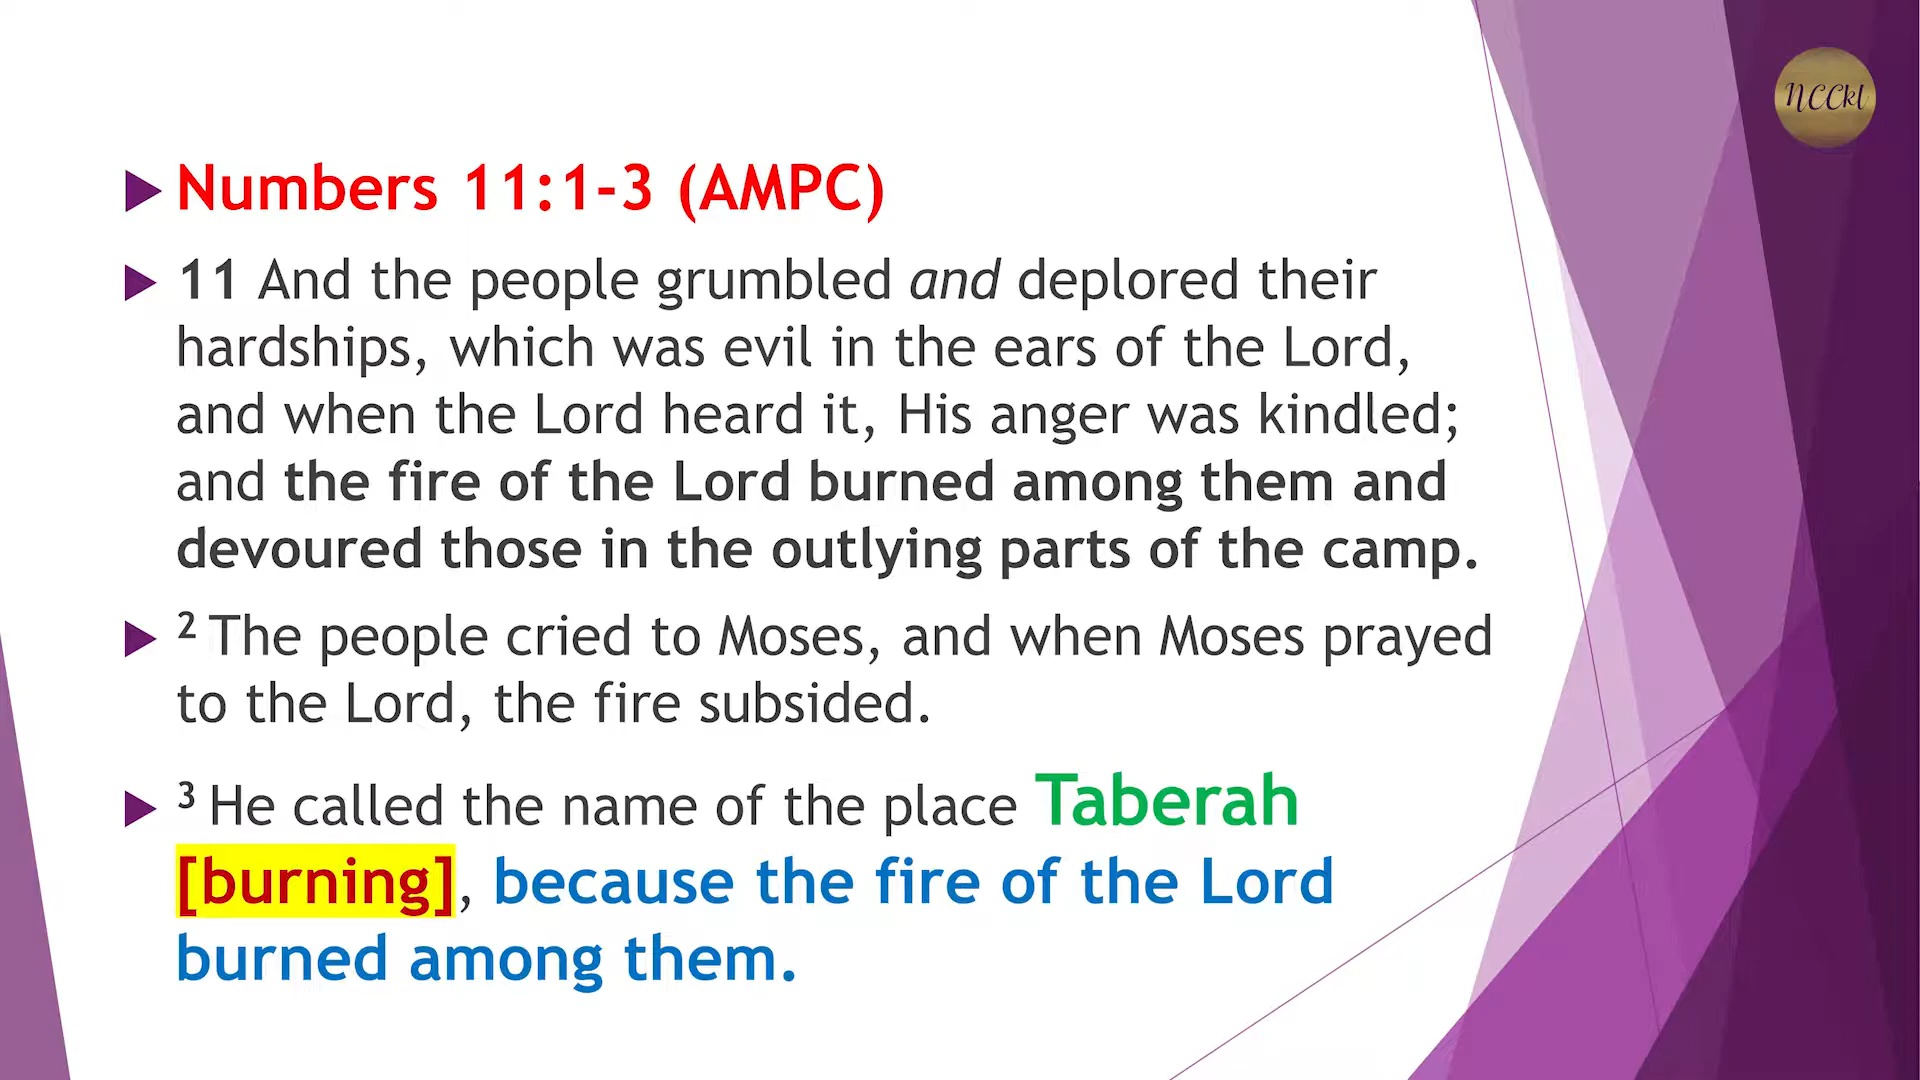 NCCkl
Numbers 11:1-3 (AMPC)
11 And the people grumbled and deplored their
hardships, which was evil in the ears of the Lord,
and when the Lord heard it, His anger was kindled;
and the fire of the Lord burned among them and
devoured those in the outlying parts of the camp.
2 The people cried to Moses, and when Moses prayed
to the Lord, the fire subsided.
3 He called the name of the place Taberah
[burning], because the fire of the Lord
burned among them.